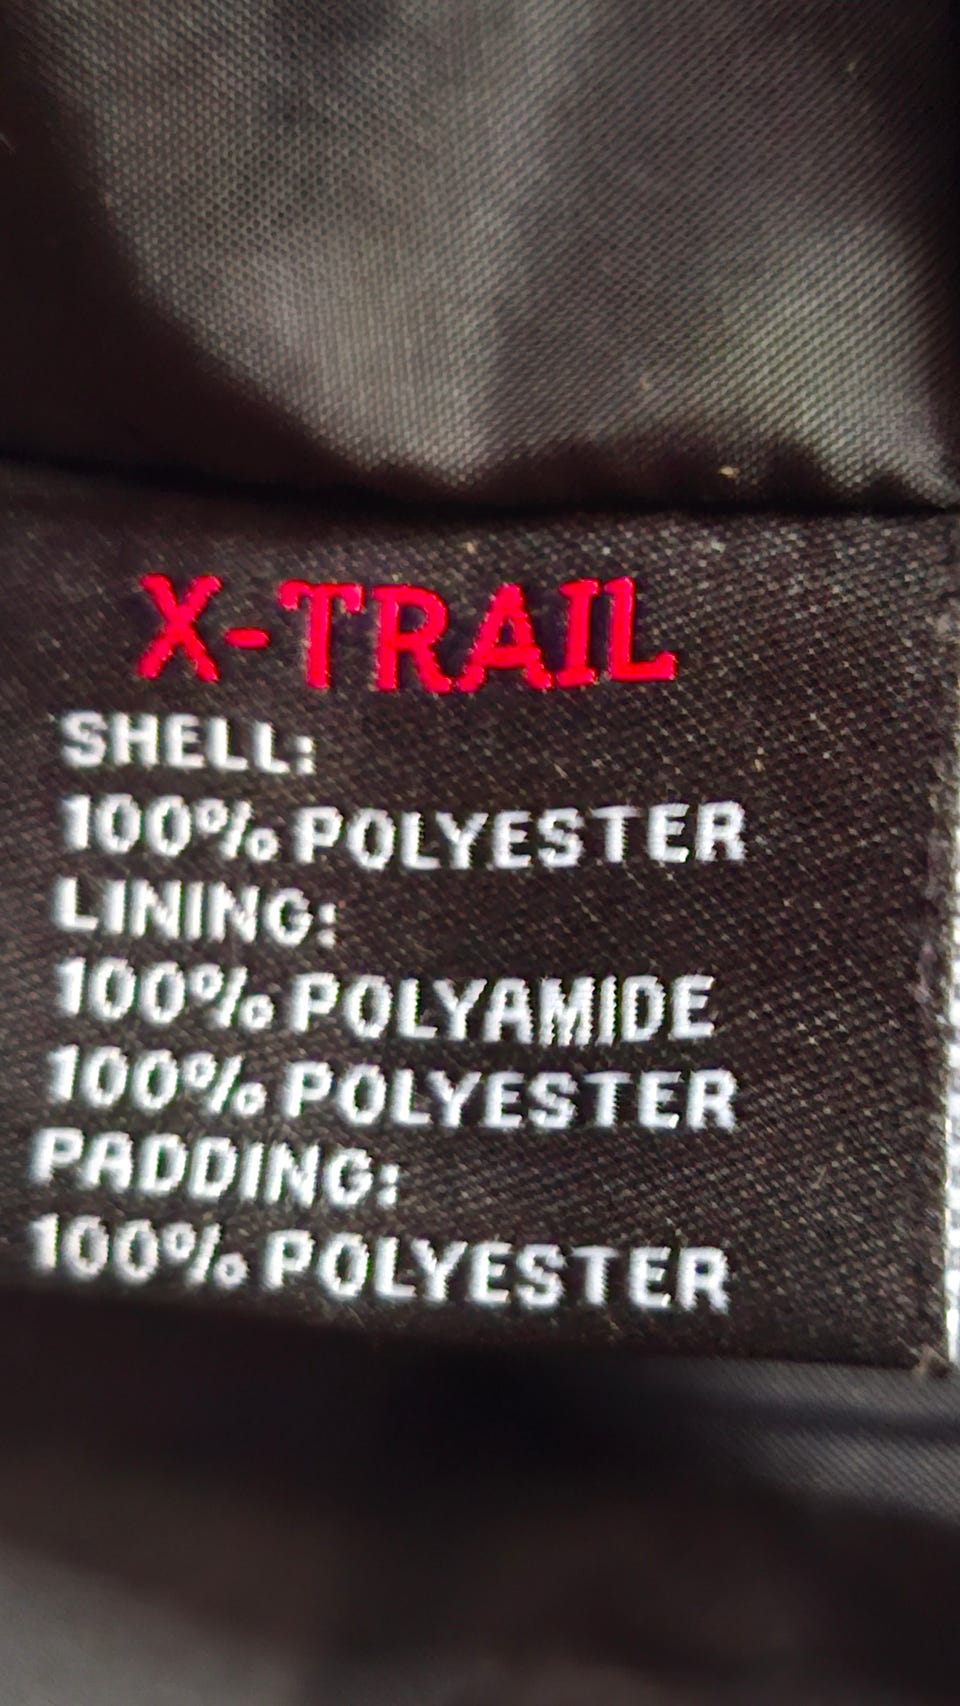 X-TRAIL
SHELL:
100% POLYESTER
LINING:
100% POLYAMIDE
100% POLYESTER
PADDING:
100% POLYESTER